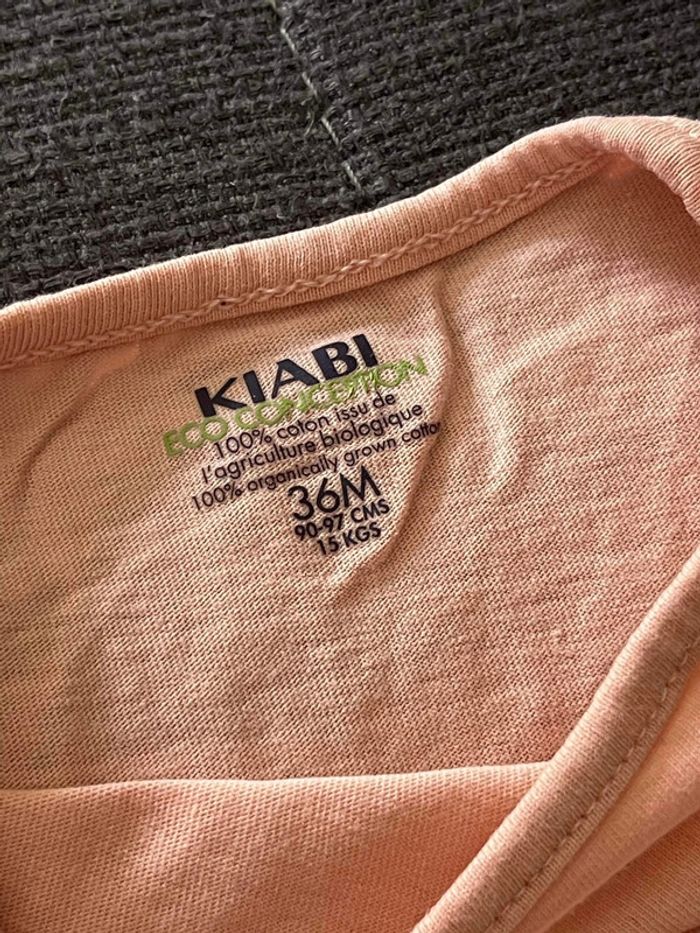 KIABI
ECO CONCEPTION
100% coton issu de
l'agriculture biologique
100% organically grown cotton
36M
90-97 CMS
15 KGS